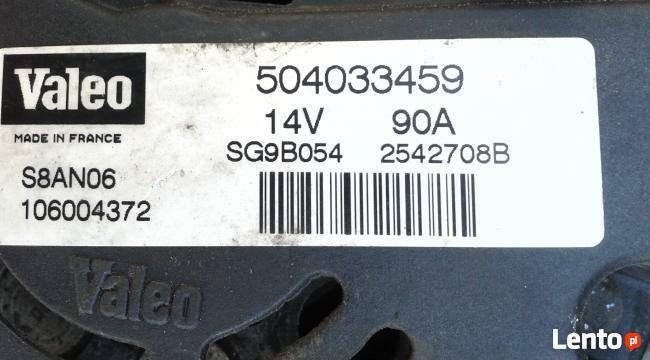 Valeo
MADE IN FRANCE
S8AN06
106004372
504033459
14V 90A
SG9B054 2542708B
Valeo
Lento.pl